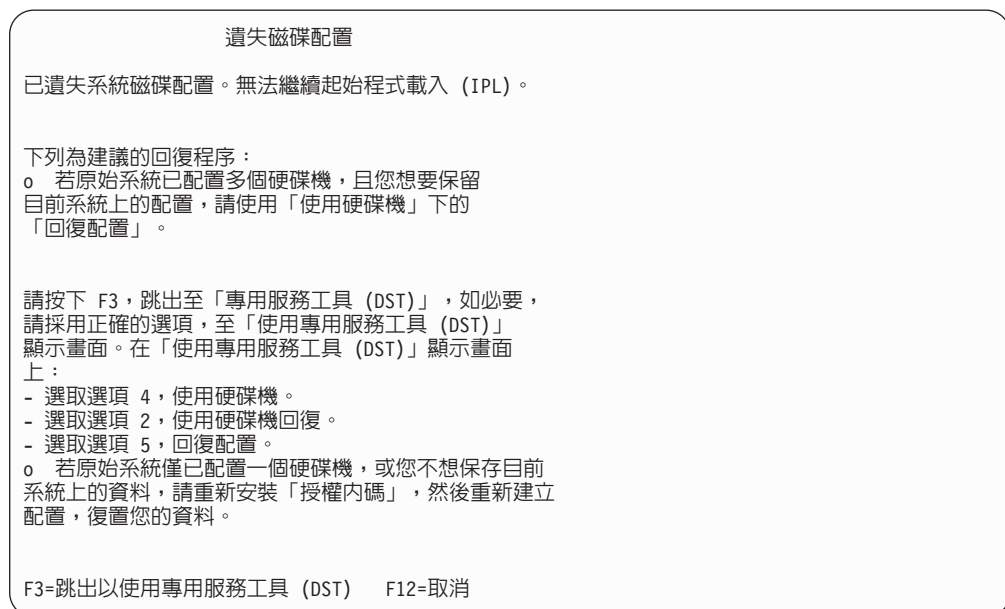 遺失磁碟配置
已遺失系統磁碟配置。無法繼續起始程式載入 (IPL)。
下列為建議的回復程序：
o 若原始系統已配置多個硬碟機，且您想要保留
目前系統上的配置，請使用「使用硬碟機」下的
「回復配置」。
請按下 F3，跳出至「專用服務工具 (DST)」，如必要，
請採用正確的選項，至「使用專用服務工具 (DST)」
顯示畫面。在「使用專用服務工具 (DST)」顯示畫面
上：
- 選取選項 4，使用硬碟機。
- 選取選項 2，使用硬碟機回復。
- 選取選項 5，回復配置。
o 若原始系統僅已配置一個硬碟機，或您不想保存目前
系統上的資料，請重新安裝「授權內碼」，然後重新建立
配置，復置您的資料。
F3=跳出以使用專用服務工具 (DST) F12=取消